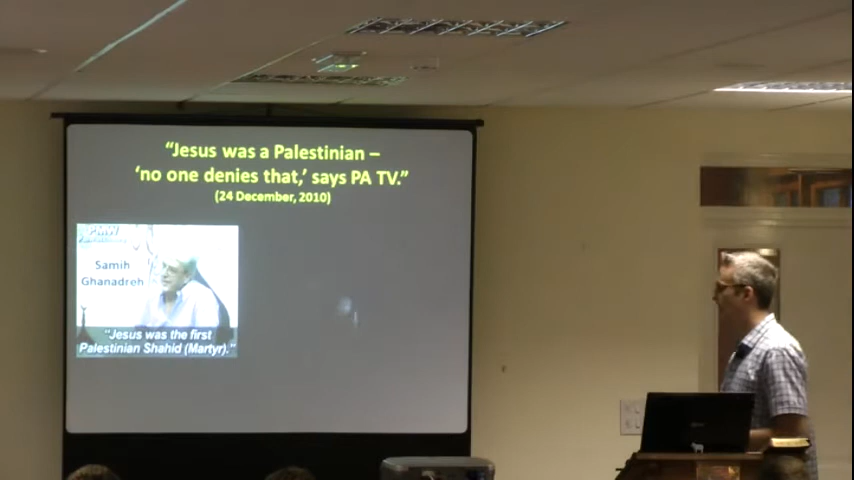 “Jesus was a Palestinian –
‘no one denies that,’ says PA TV.”
(24 December, 2010)
PMW
Samih
Ghanadreh
“Jesus was the first
Palestinian Shahid (Martyr).”